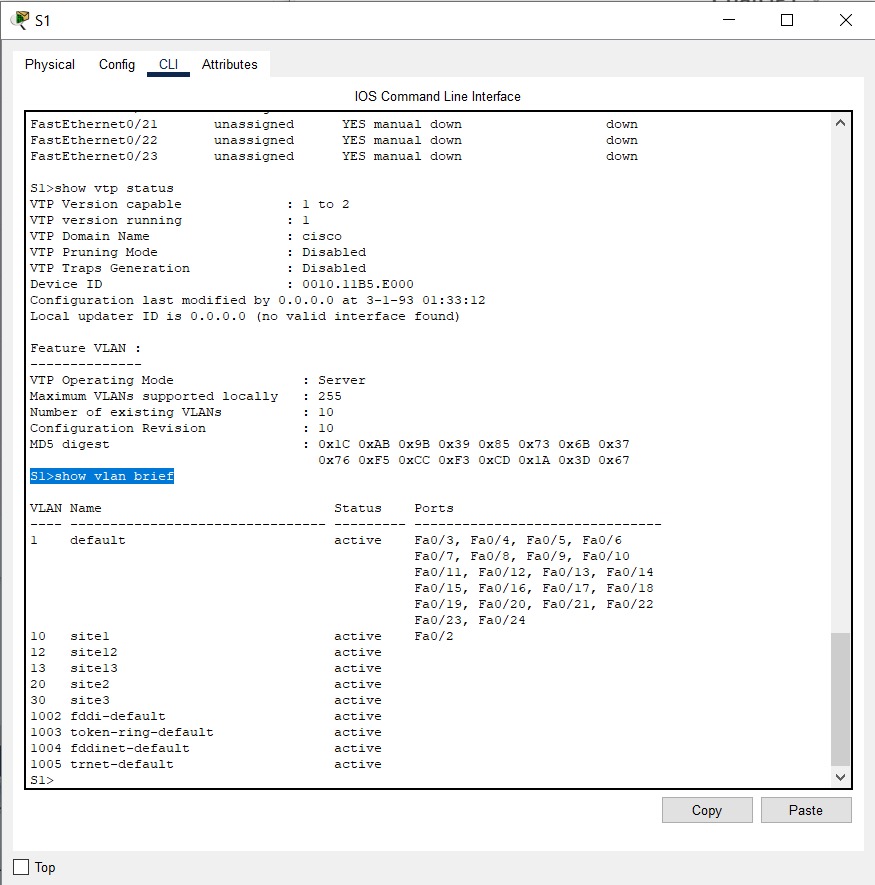 S1
Physical Config CLI Attributes
IOS Command Line Interface
FastEthernet0/21       unassigned      YES manual down                  down
FastEthernet0/22       unassigned      YES manual down                  down
FastEthernet0/23       unassigned      YES manual down                  down
S1>show vtp status
VTP Version capable             : 1 to 2
VTP version running             : 1
VTP Domain Name                 : cisco
VTP Pruning Mode                : Disabled
VTP Traps Generation            : Disabled
Device ID                       : 0010.11B5.E000
Configuration last modified by 0.0.0.0 at 3-1-93 01:33:12
Local updater ID is 0.0.0.0 (no valid interface found)
Feature VLAN :
--------------
VTP Operating Mode                : Server
Maximum VLANs supported locally   : 255
Number of existing VLANs          : 10
Configuration Revision            : 10
MD5 digest                        : 0x1C 0xAB 0x9B 0x39 0x85 0x73 0x6B 0x37
                                    0x76 0xF5 0xCC 0xF3 0xCD 0x1A 0x3D 0x67
S1>show vlan brief
VLAN Name                             Status    Ports
---- -------------------------------- --------- -------------------------------
1    default                          active    Fa0/3, Fa0/4, Fa0/5, Fa0/6
                                                Fa0/7, Fa0/8, Fa0/9, Fa0/10
                                                Fa0/11, Fa0/12, Fa0/13, Fa0/14
                                                Fa0/15, Fa0/16, Fa0/17, Fa0/18
                                                Fa0/19, Fa0/20, Fa0/21, Fa0/22
                                                Fa0/23, Fa0/24
10   site1                            active    Fa0/2
12   site12                           active
13   site13                           active
20   site2                            active
30   site3                            active
1002 fddi-default                     active
1003 token-ring-default               active
1004 fddinet-default                  active
1005 trnet-default                    active
S1>
Copy Paste
Top